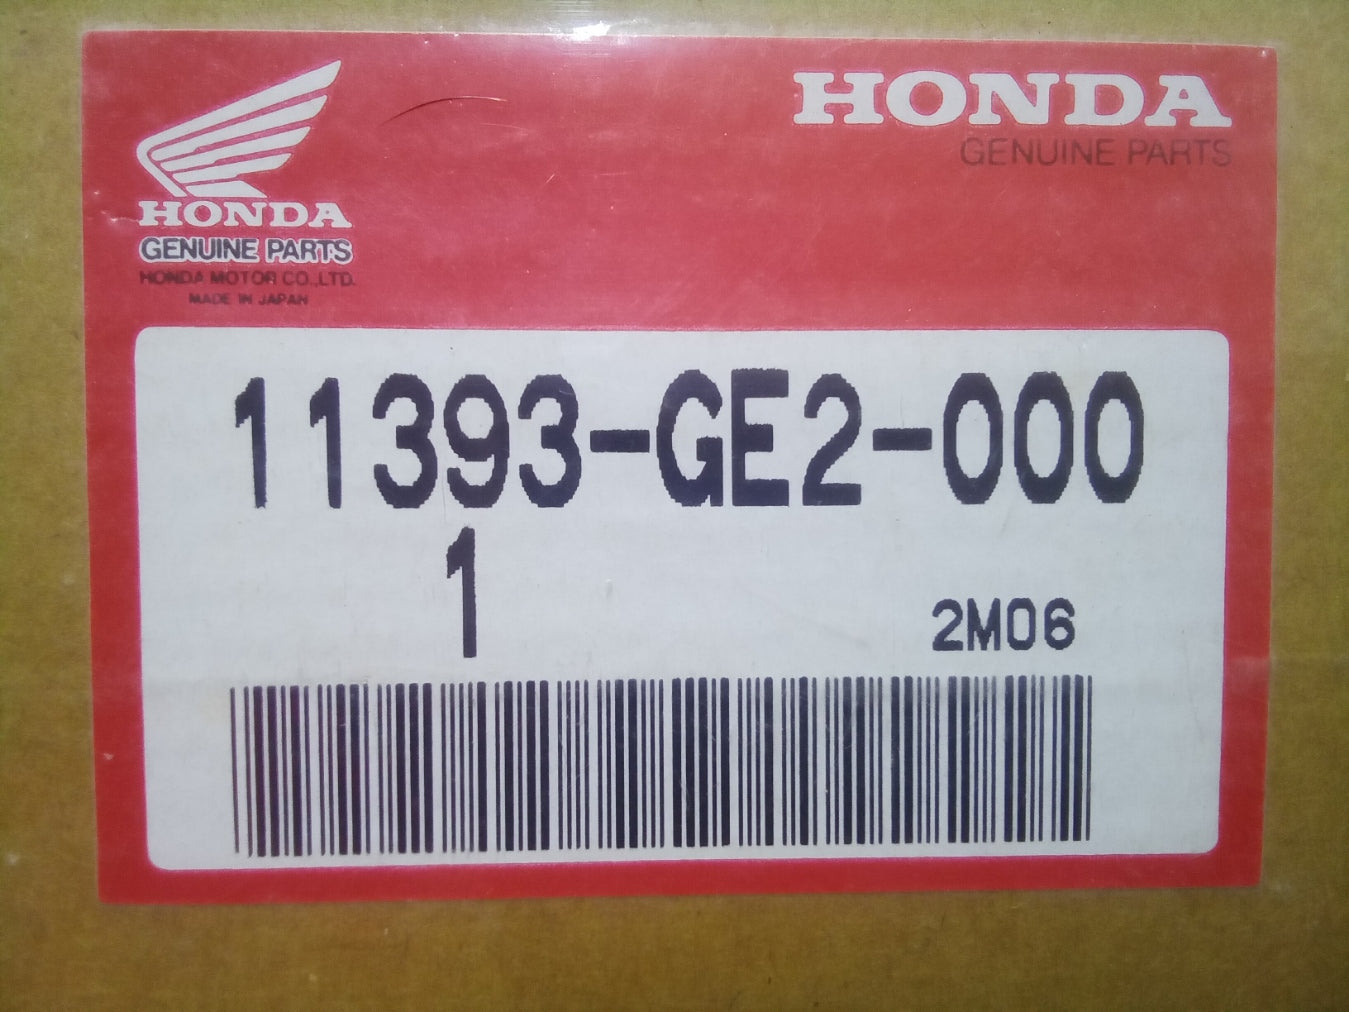 HONDA
GENUINE PARTS
HONDA MOTOR CO.,LTD.
MADE IN JAPAN
HONDA
GENUINE PARTS
11393-GE2-000
1
2M06